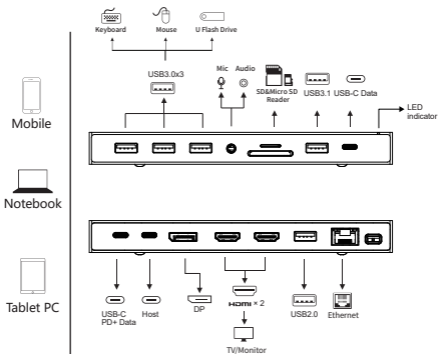 Keyboard
Mouse
U Flash Drive
USB3.0x3
Mic
Audio
SD&Micro SD
Reader
USB3.1
USB-C Data
LED
indicator
Mobile
Notebook
Tablet PC
USB-C
PD+ Data
Host
DP
HDMI × 2
TV/Monitor
USB2.0
Ethernet